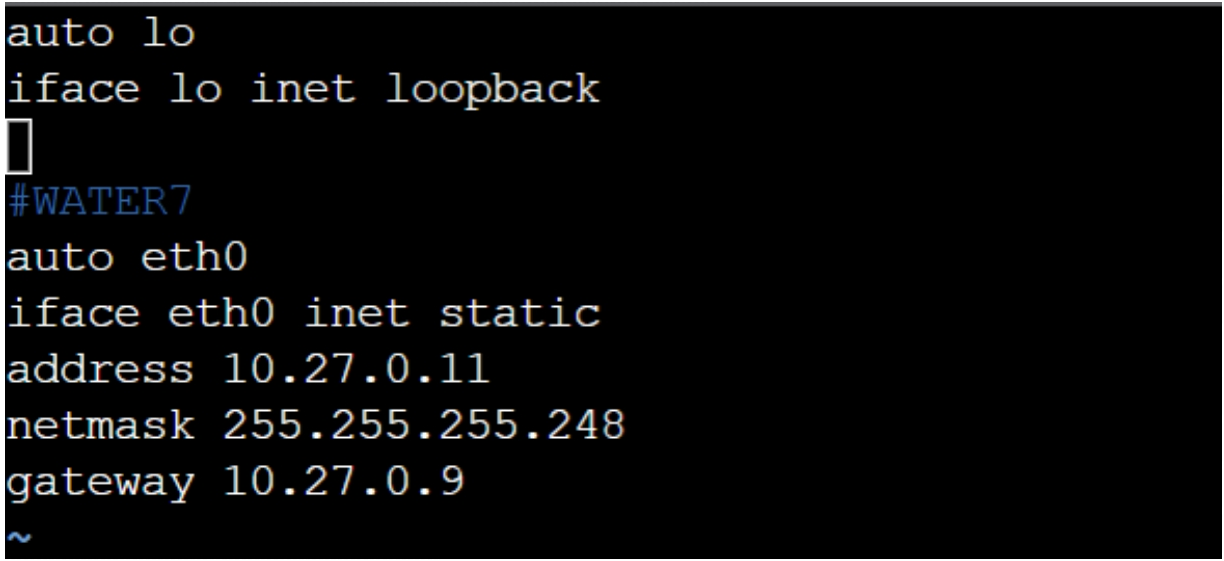 auto lo
iface lo inet loopback
#WATER7
auto eth0
iface eth0 inet static
address 10.27.0.11
netmask 255.255.255.248
gateway 10.27.0.9
~